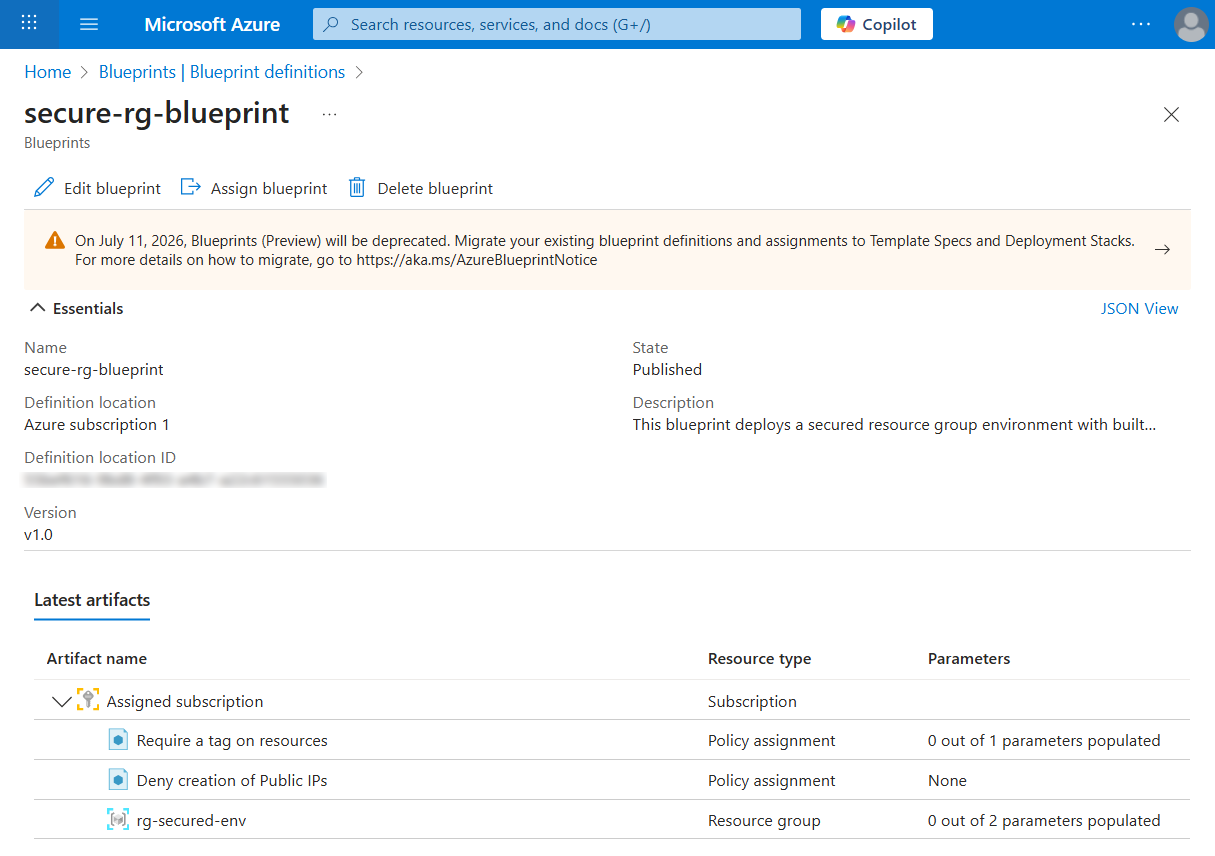 Microsoft Azure
Search resources, services, and docs (G+/)
Copilot
Home > Blueprints | Blueprint definitions >
secure-rg-blueprint
Blueprints
Edit blueprint
Assign blueprint
Delete blueprint
On July 11, 2026, Blueprints (Preview) will be deprecated. Migrate your existing blueprint definitions and assignments to Template Specs and Deployment Stacks.
For more details on how to migrate, go to https://aka.ms/AzureBlueprintNotice
Essentials
JSON View
Name
secure-rg-blueprint
State
Published
Definition location
Azure subscription 1
Description
This blueprint deploys a secured resource group environment with built...
Definition location ID
Version
v1.0
Latest artifacts
Artifact name Resource type Parameters
Assigned subscription Subscription
Require a tag on resources Policy assignment 0 out of 1 parameters populated
Deny creation of Public IPs Policy assignment None
rg-secured-env Resource group 0 out of 2 parameters populated